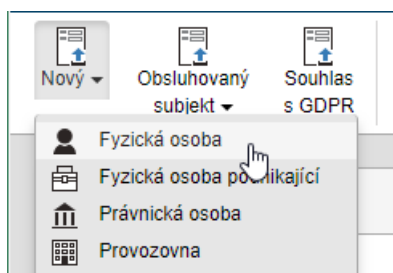 Nový
Obsluhovaný
subjekt
Souhlas
s GDPR
Fyzická osoba
Fyzická osoba podnikající
Právnická osoba
Provozovna